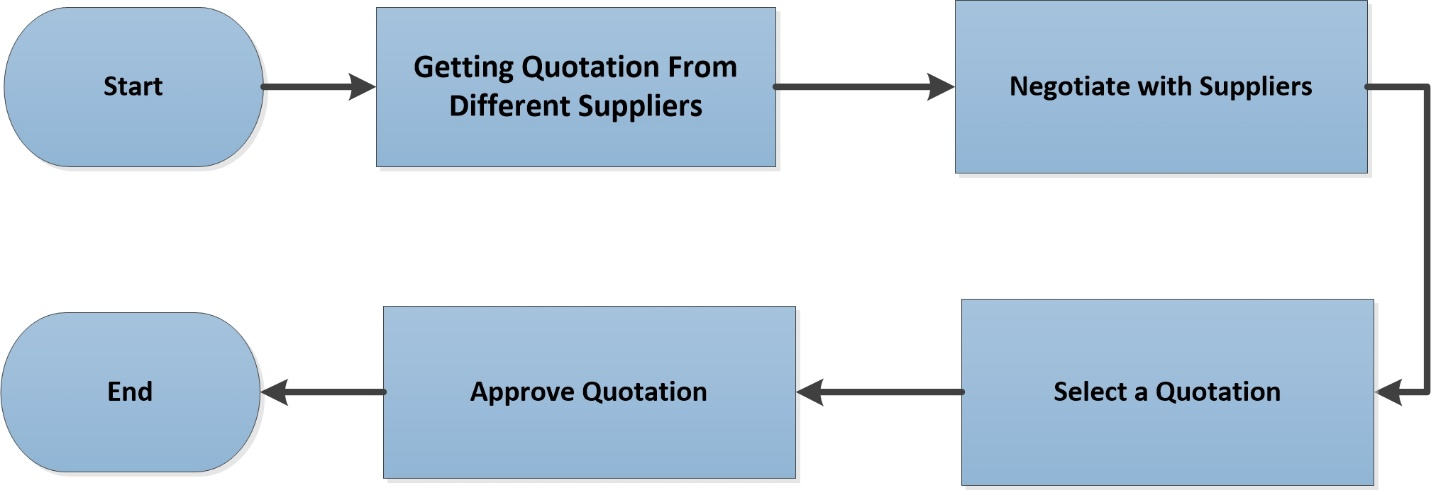 Start
Getting Quotation From
Different Suppliers
Negotiate with Suppliers
Select a Quotation
Approve Quotation
End